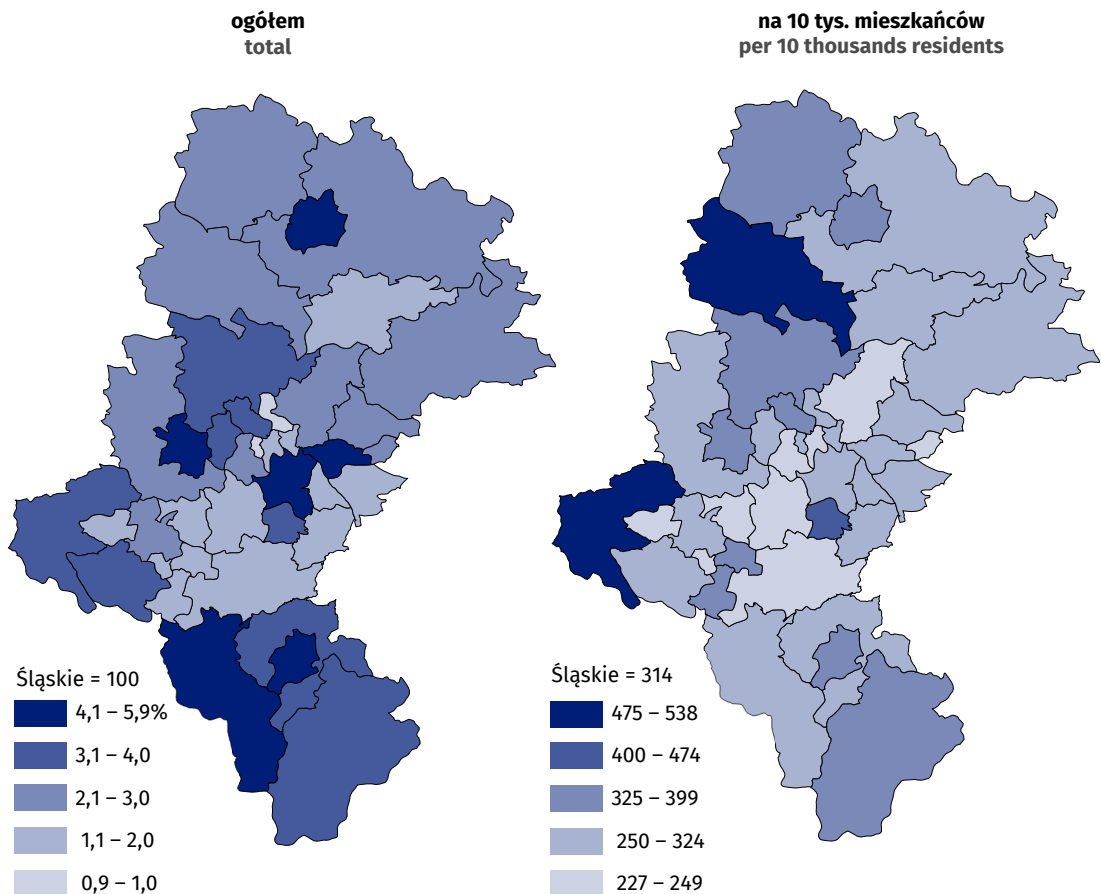 ogółem
total
na 10 tys. mieszkańców
per 10 thousands residents
Śląskie = 100
4,1 – 5,9%
3,1 – 4,0
2,1 – 3,0
1,1 – 2,0
0,9 – 1,0
Śląskie = 314
475 – 538
400 – 474
325 – 399
250 – 324
227 – 249